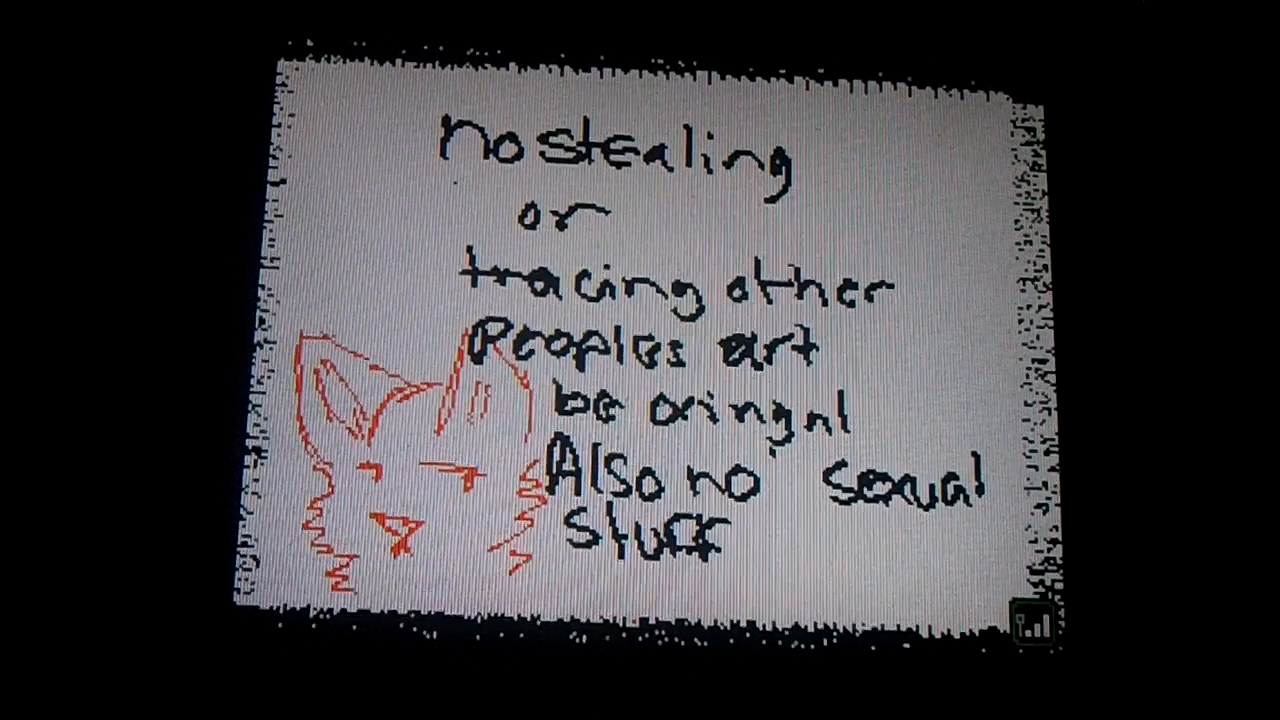 no stealing
or
tracing other
peoples art
be oringnl
Also no sexual
stuff